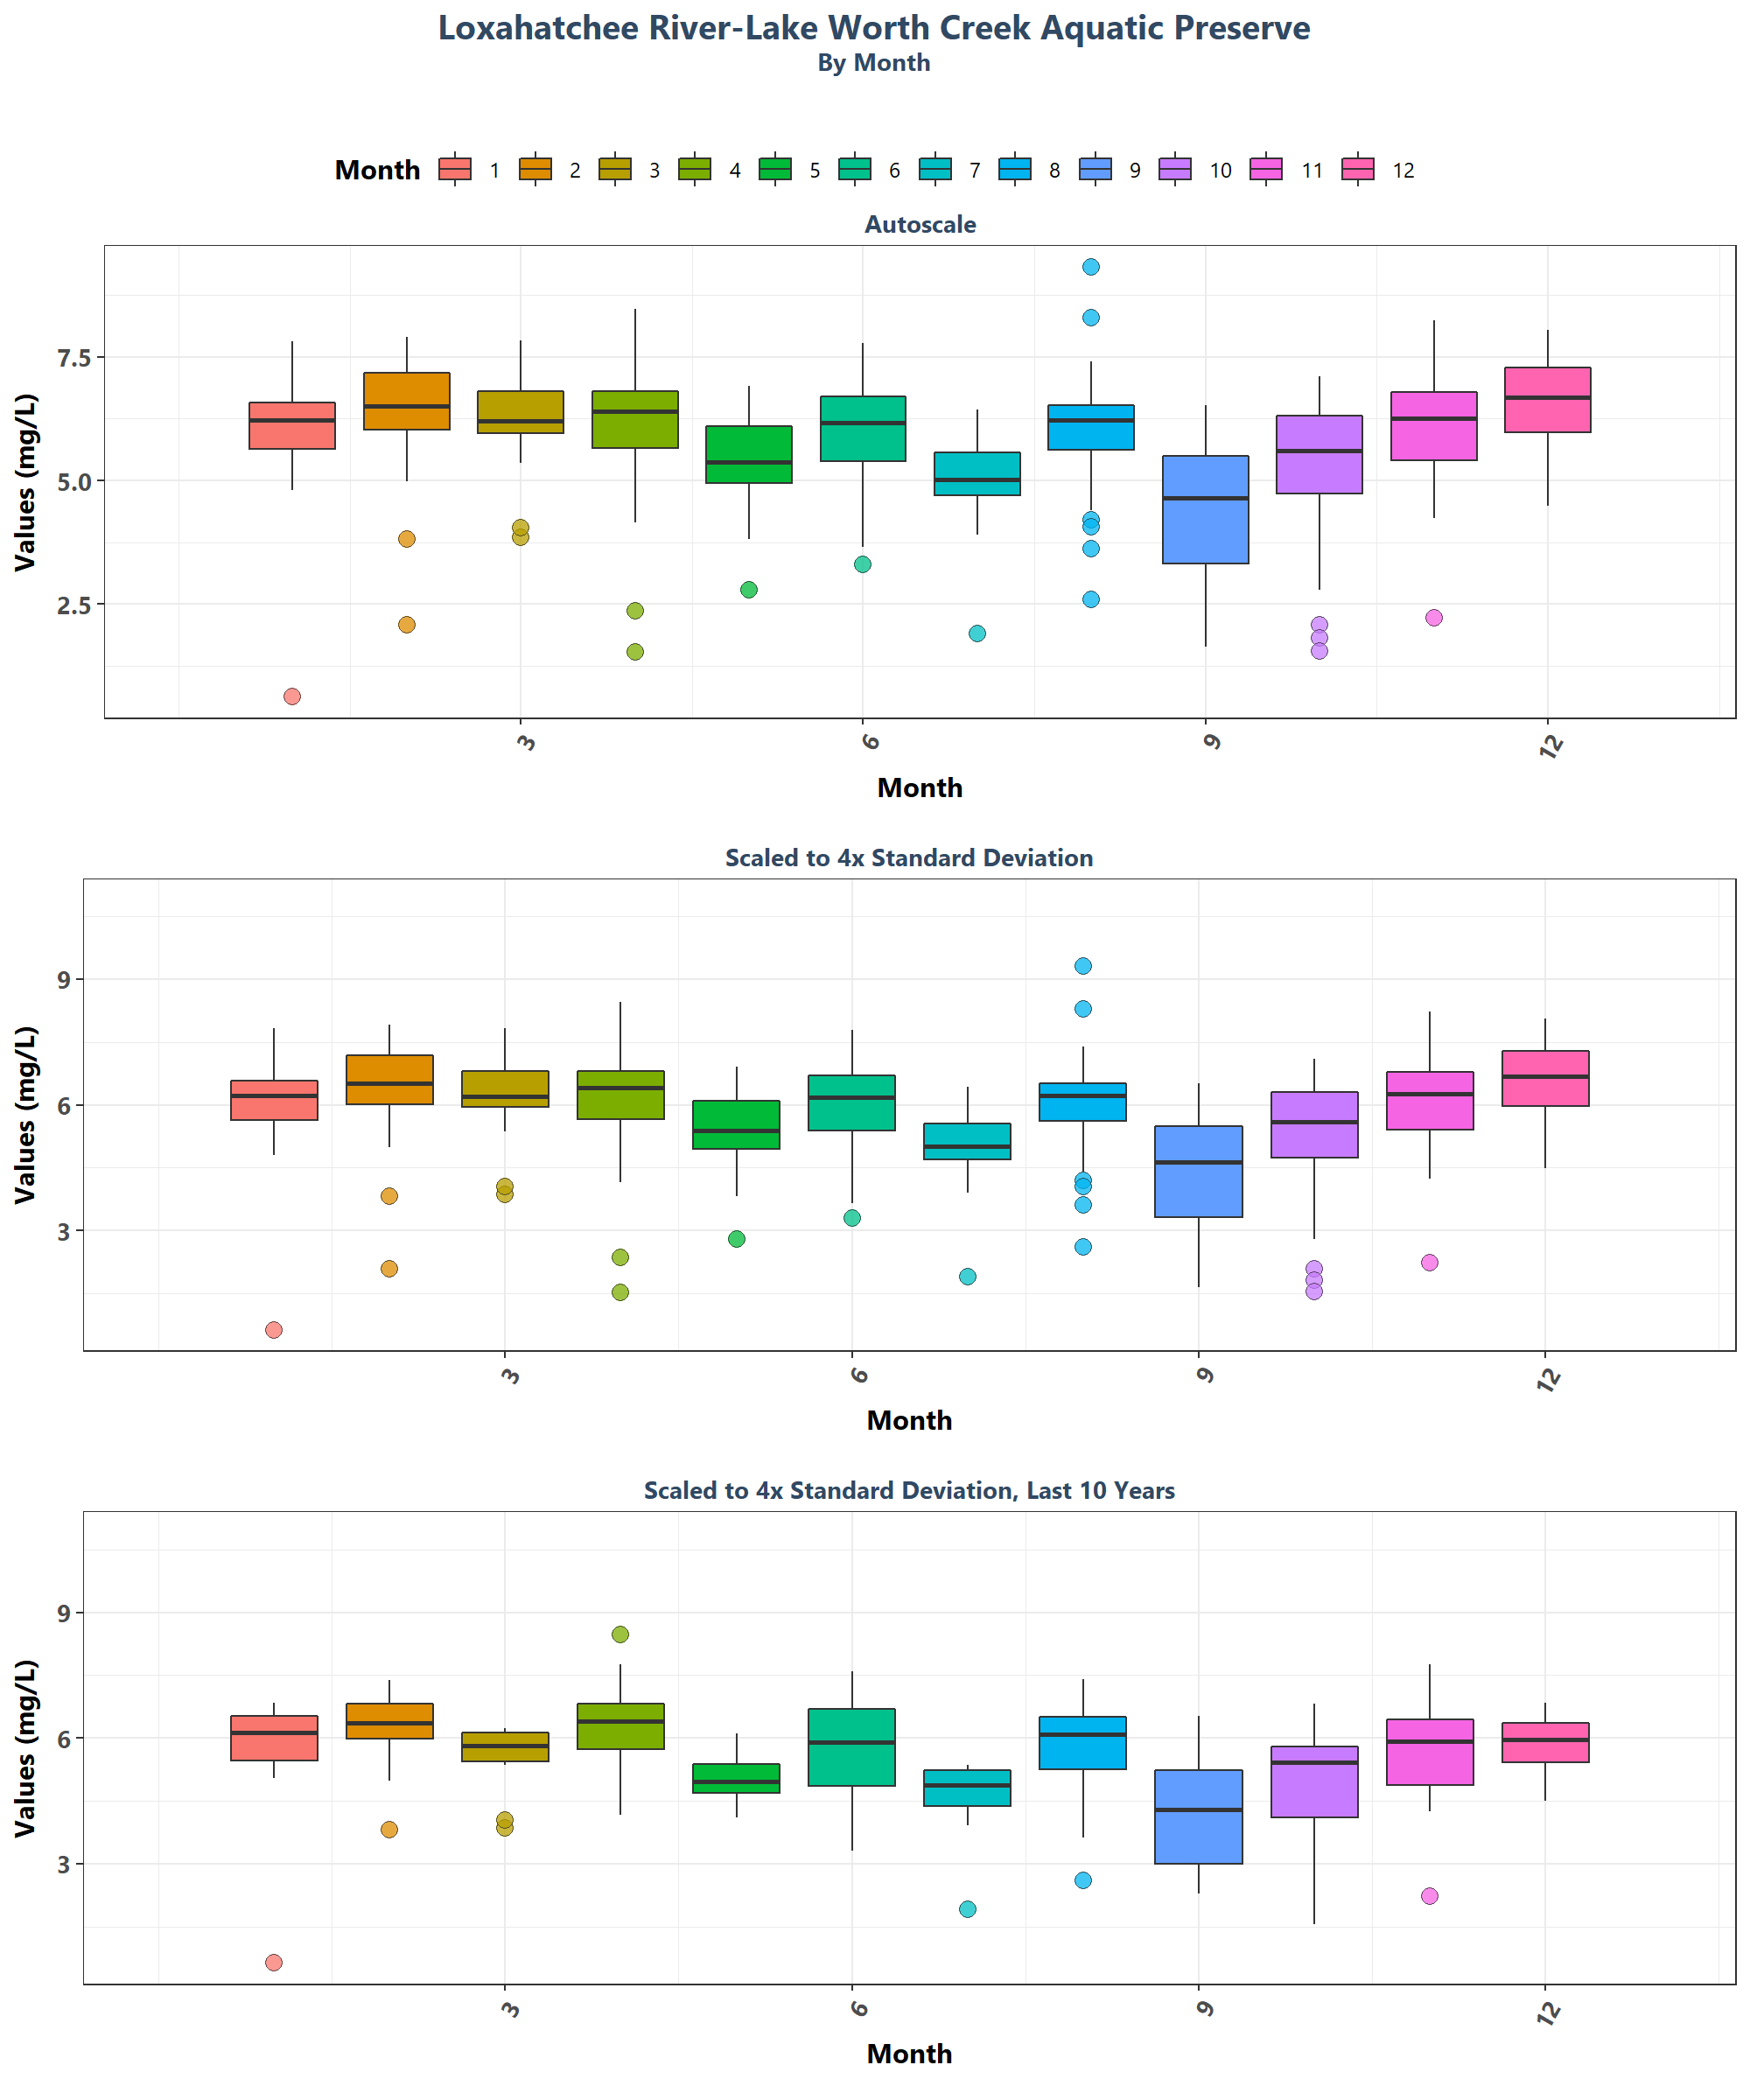 Loxahatchee River-Lake Worth Creek Aquatic Preserve
By Month
Month 1 2 3 4 5 6 7 8 9 10 11 12
Autoscale
Values (mg/L)
7.5
5.0
2.5
3 6 9 12
Month
Scaled to 4x Standard Deviation
Values (mg/L)
9
6
3
3 6 9 12
Month
Scaled to 4x Standard Deviation, Last 10 Years
Values (mg/L)
9
6
3
3 6 9 12
Month